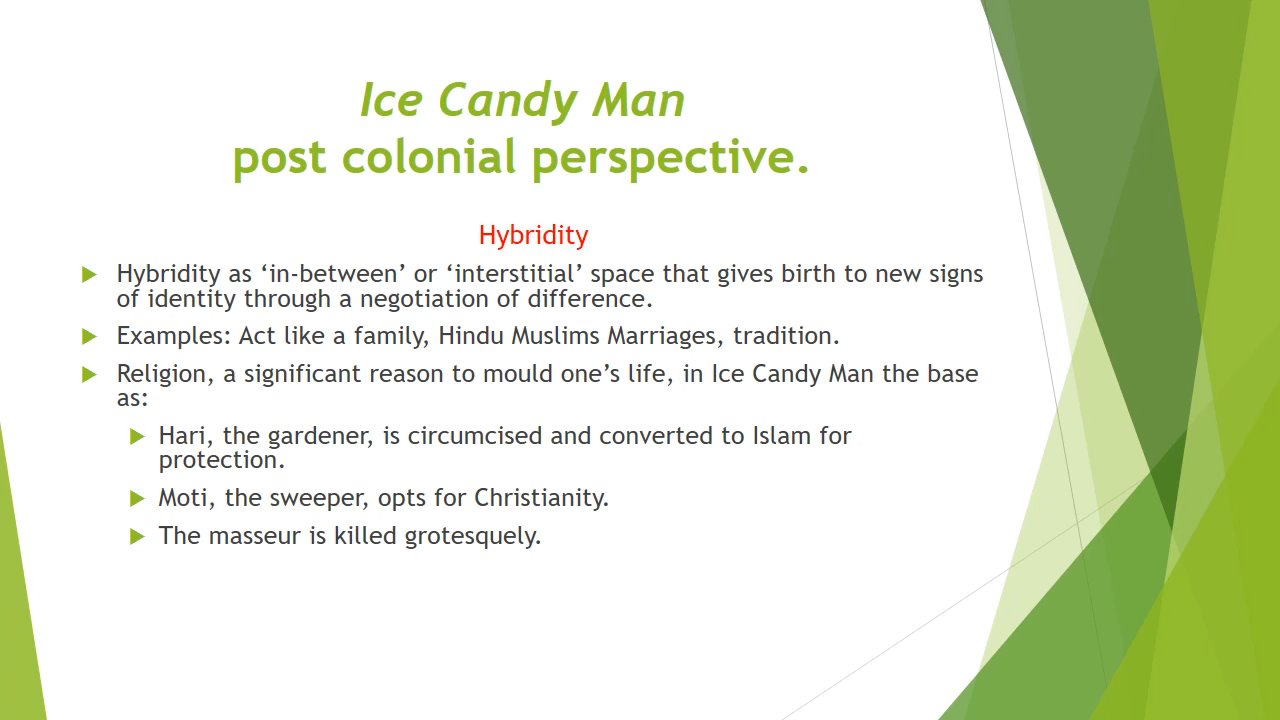 Ice Candy Man
post colonial perspective.
Hybridity
Hybridity as ‘in-between’ or ‘interstitial’ space that gives birth to new signs
of identity through a negotiation of difference.
Examples: Act like a family, Hindu Muslims Marriages, tradition.
Religion, a significant reason to mould one’s life, in Ice Candy Man the base
as:
Hari, the gardener, is circumcised and converted to Islam for
protection.
Moti, the sweeper, opts for Christianity.
The masseur is killed grotesquely.